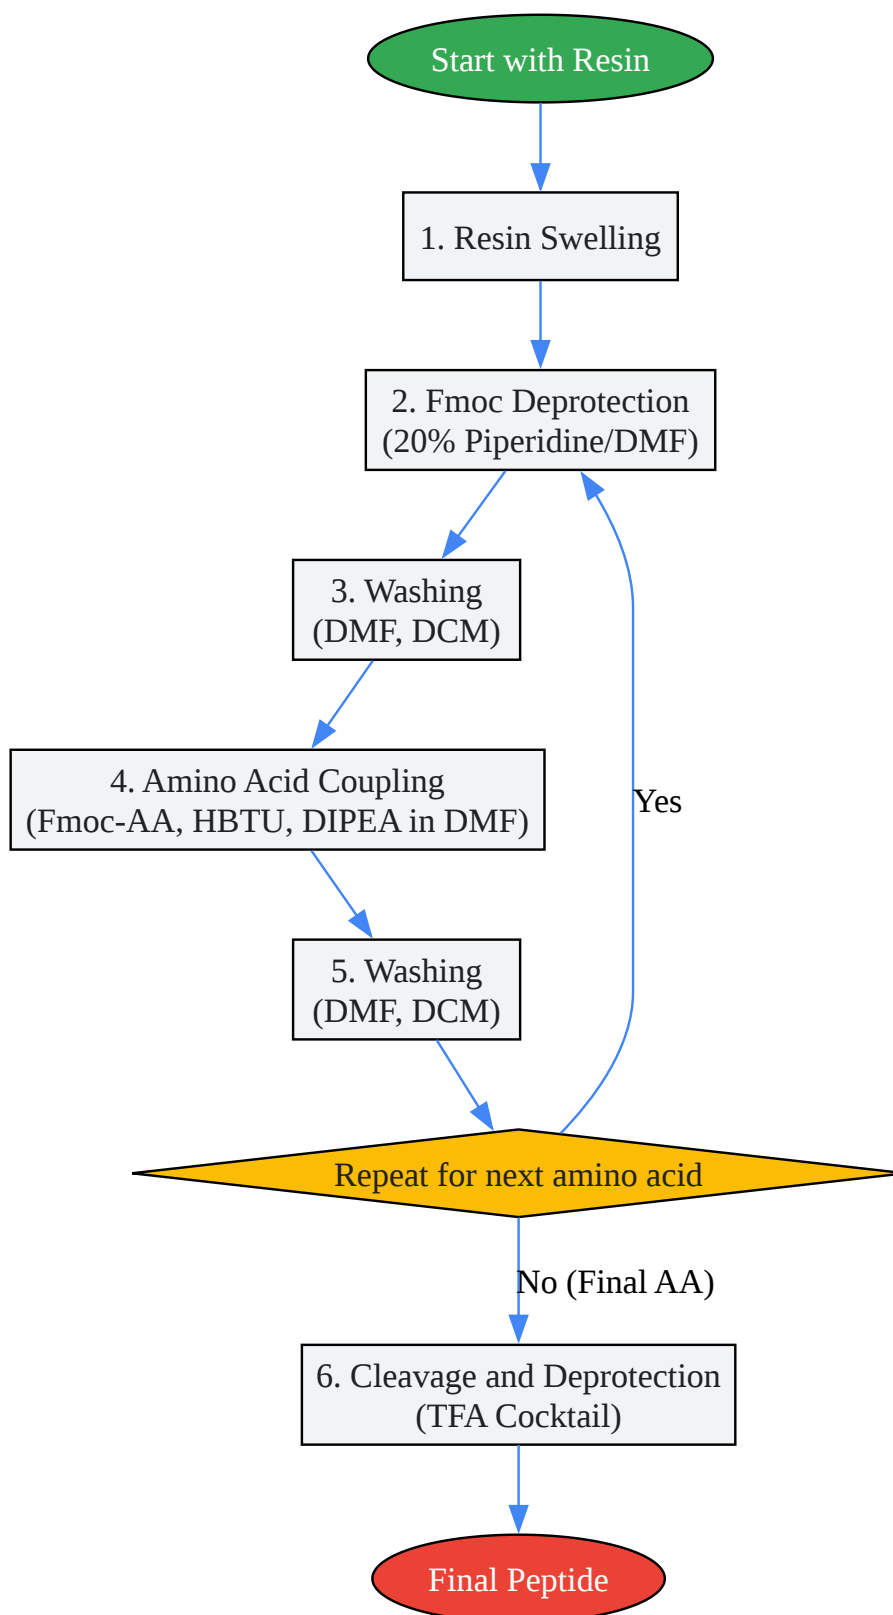 Start with Resin
1. Resin Swelling
2. Fmoc Deprotection
(20% Piperidine/DMF)
3. Washing
(DMF, DCM)
4. Amino Acid Coupling
(Fmoc-AA, HBTU, DIPEA in DMF)
Yes
5. Washing
(DMF, DCM)
Repeat for next amino acid
No (Final AA)
6. Cleavage and Deprotection
(TFA Cocktail)
Final Peptide